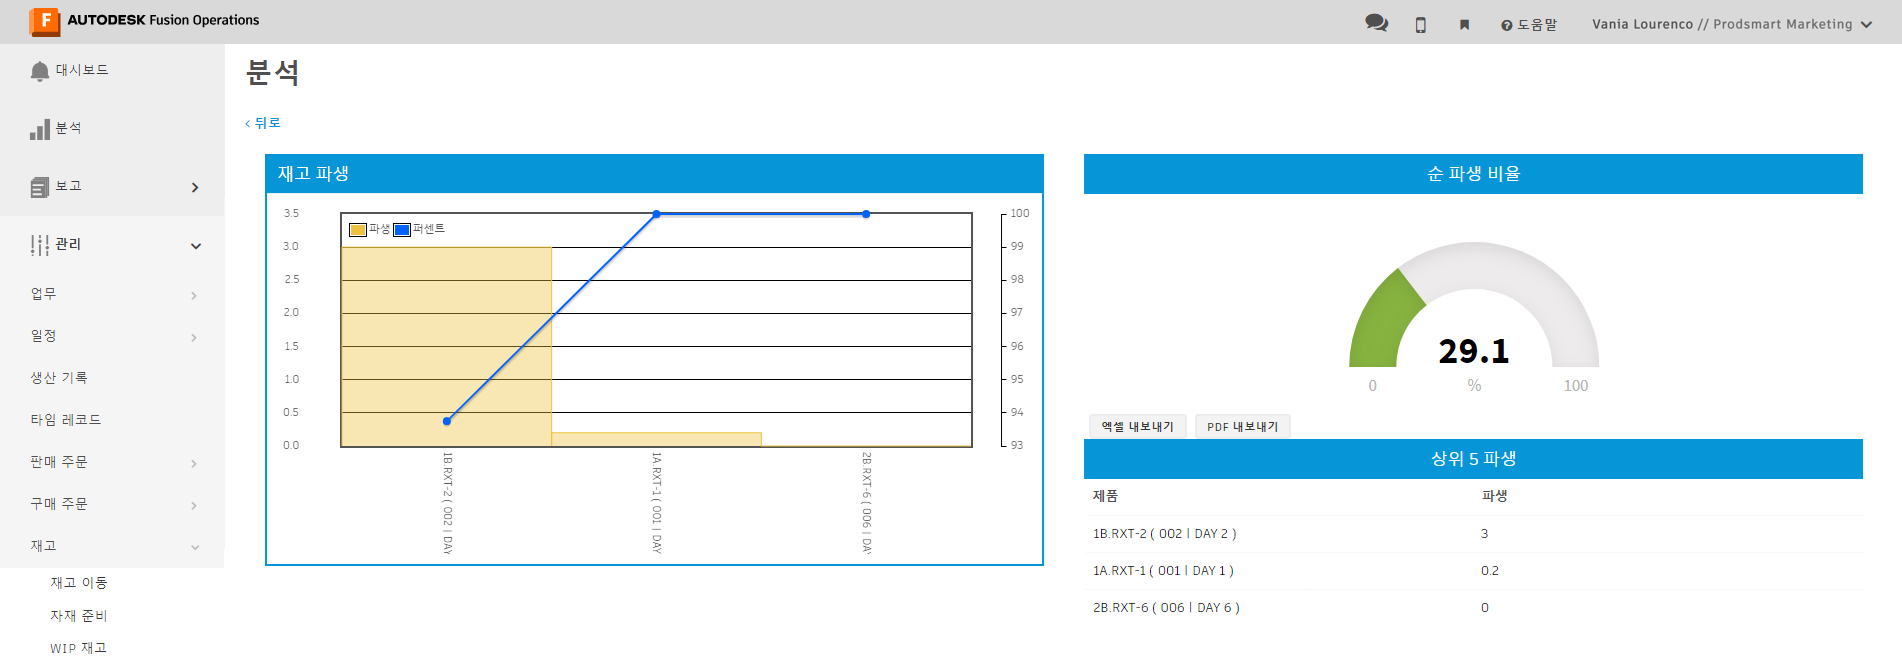 AUTODESK Fusion Operations
도움말
Vania Lourenco // Prodsmart Marketing
대시보드
분석
보고
관리
업무
일정
생산 기록
타임 레코드
판매 주문
구매 주문
재고
재고 이동
자재 준비
WIP 재고
분석
< 뒤로
재고 파생
파생 퍼센트
3.5
3.0
2.5
2.0
1.5
1.0
0.5
0.0
100
99
98
97
96
95
94
93
1B.RXT-2 ( 002 | DAY
1A.RXT-1 ( 001 | DAY
2B.RXT-6 ( 006 | DA
순 파생 비율
29.1
0 % 100
엑셀 내보내기 PDF 내보내기
상위 5 파생
제품 파생
1B.RXT-2 ( 002 | DAY 2 ) 3
1A.RXT-1 ( 001 | DAY 1 ) 0.2
2B.RXT-6 ( 006 | DAY 6 ) 0